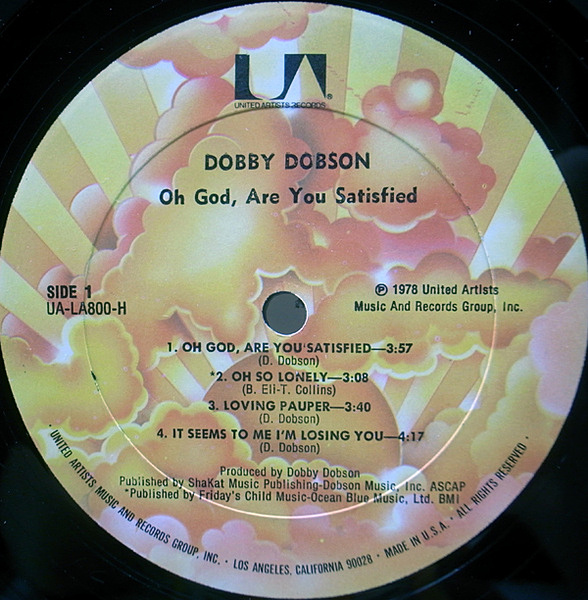 UA
UNITED ARTISTS RECORDS
®
DOBBY DOBSON
Oh God, Are You Satisfied
SIDE 1
UA-LA800-H
℗ 1978 United Artists
Music And Records Group, Inc.
1. OH GOD, ARE YOU SATISFIED—3:57
(D. Dobson)
*2. OH SO LONELY—3:08
(B. Eli-T. Collins)
3. LOVING PAUPER—3:40
(D. Dobson)
4. IT SEEMS TO ME I'M LOSING YOU—4:17
(D. Dobson)
Produced by Dobby Dobson
Published by ShaKat Music Publishing-Dobson Music, Inc. ASCAP
*Published by Friday's Child Music-Ocean Blue Music, Ltd. BMI
· UNITED ARTISTS MUSIC AND RECORDS GROUP, INC. · LOS ANGELES, CALIFORNIA 90028 · MADE IN U.S.A. · ALL RIGHTS RESERVED ·